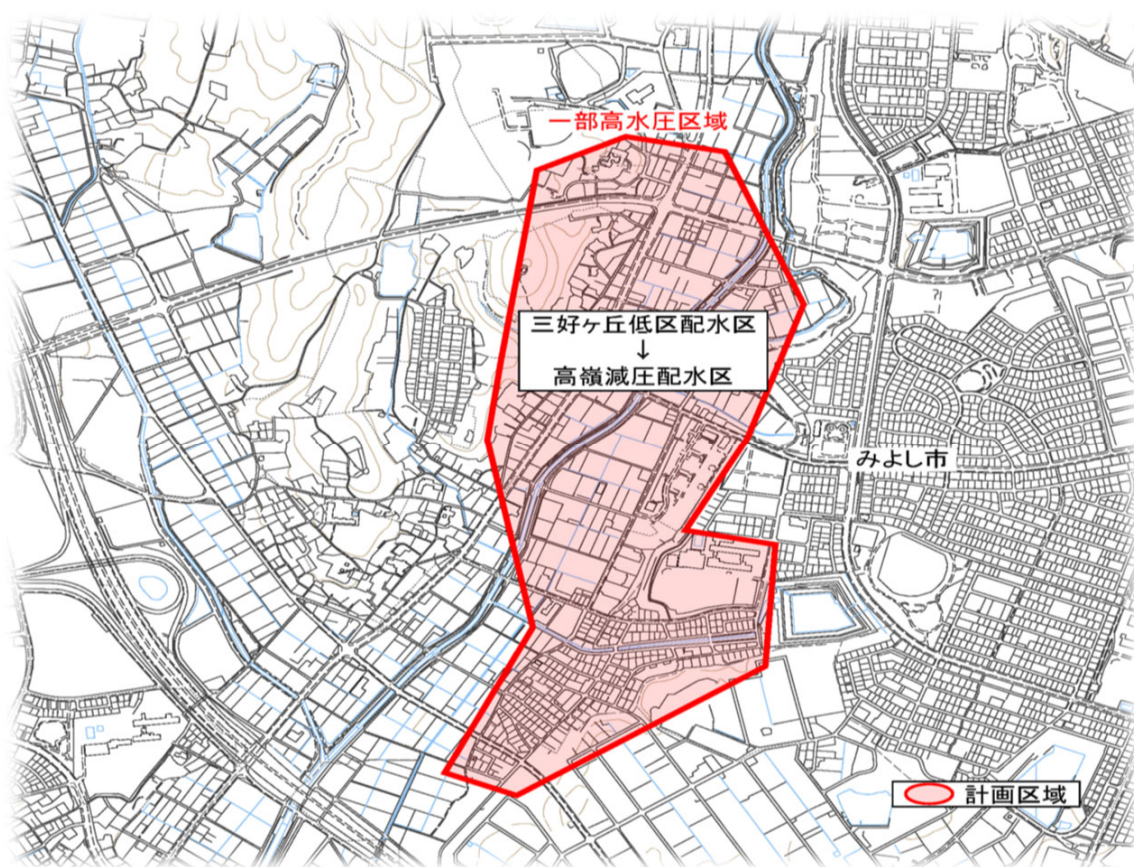 一部高水圧区域
三好ヶ丘低区配水区
↓
高嶺減圧配水区
みよし市
計画区域